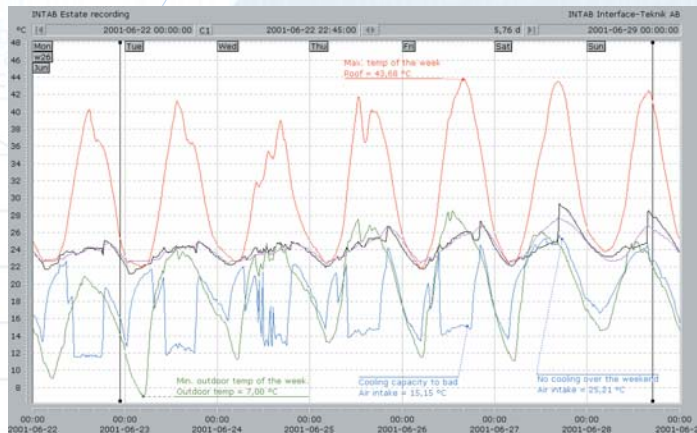 INTAB Estate recording INTAB Interface-Teknik AB
°C 2001-06-22 00:00:00 C1 2001-06-22 22:45:00 5,76 d 2001-06-29 00:00:00
48
46
44
42
40
38
36
34
32
30
28
26
24
22
20
18
16
14
12
10
8
Mon Tue Wed Thu Fri Sat Sun
w26
Jun
Max. temp of the week
Roof = 43,68 °C
Min. outdoor temp of the week.
Outdoor temp = 7,00 °C
Cooling capacity to bad
Air intake = 15,15 °C
No cooling over the weekend
Air intake = 25,21 °C
00:00 00:00 00:00 00:00 00:00 00:00 00:00 00:00
2001-06-22 2001-06-23 2001-06-24 2001-06-25 2001-06-26 2001-06-27 2001-06-28